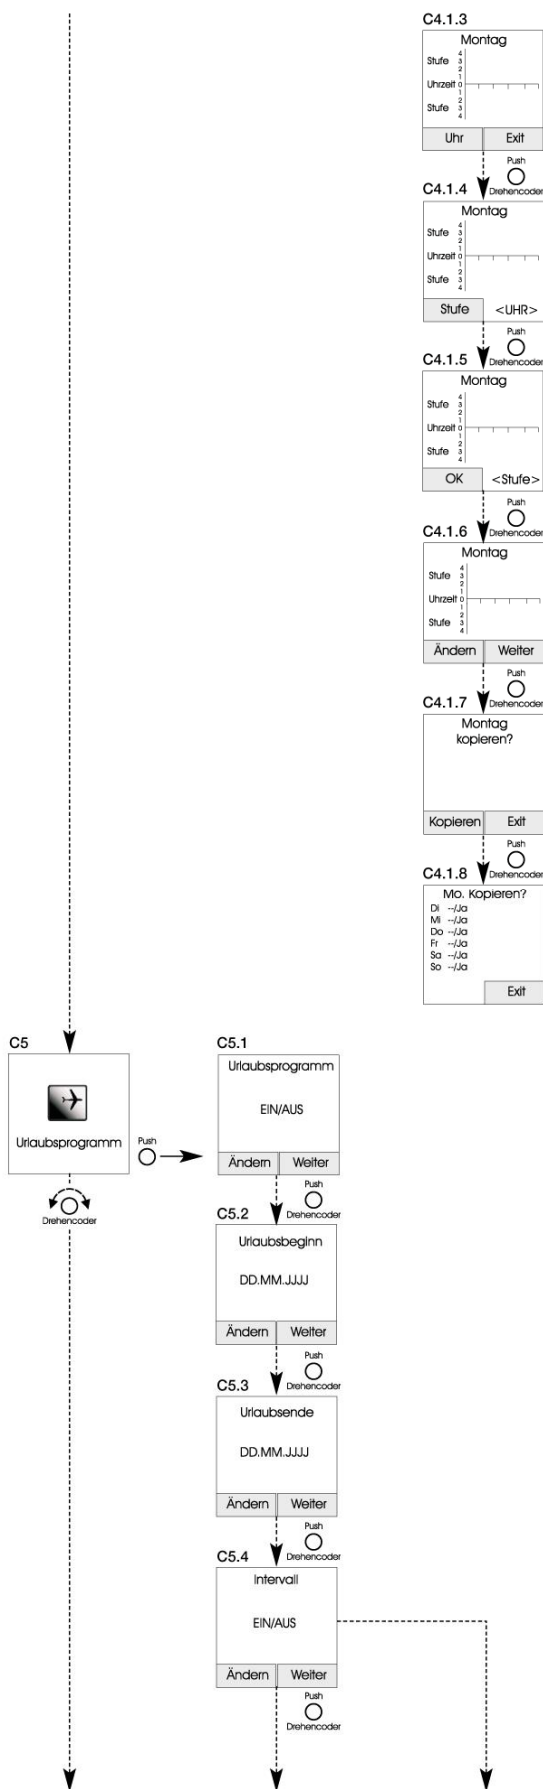 C4.1.3
Montag
4
Stufe 3
2
1
Uhrzeit 0
1
2
Stufe 3
4
Uhr Exit
Push
Drehencoder
C4.1.4
Montag
4
Stufe 3
2
1
Uhrzeit 0
1
2
Stufe 3
4
Stufe <UHR>
Push
Drehencoder
C4.1.5
Montag
4
Stufe 3
2
1
Uhrzeit 0
1
2
Stufe 3
4
OK <Stufe>
Push
Drehencoder
C4.1.6
Montag
4
Stufe 3
2
1
Uhrzeit 0
1
2
Stufe 3
4
Ändern Weiter
Push
Drehencoder
C4.1.7
Montag
kopieren?
Kopieren Exit
Push
Drehencoder
C4.1.8
Mo. Kopieren?
Di --/Ja
Mi --/Ja
Do --/Ja
Fr --/Ja
Sa --/Ja
So --/Ja
Exit
C5
Urlaubsprogramm
Push
Drehencoder
C5.1
Urlaubsprogramm
EIN/AUS
Ändern Weiter
Push
Drehencoder
C5.2
Urlaubsbeginn
DD.MM.JJJJ
Ändern Weiter
Push
Drehencoder
C5.3
Urlaubsende
DD.MM.JJJJ
Ändern Weiter
Push
Drehencoder
C5.4
Intervall
EIN/AUS
Ändern Weiter
Push
Drehencoder